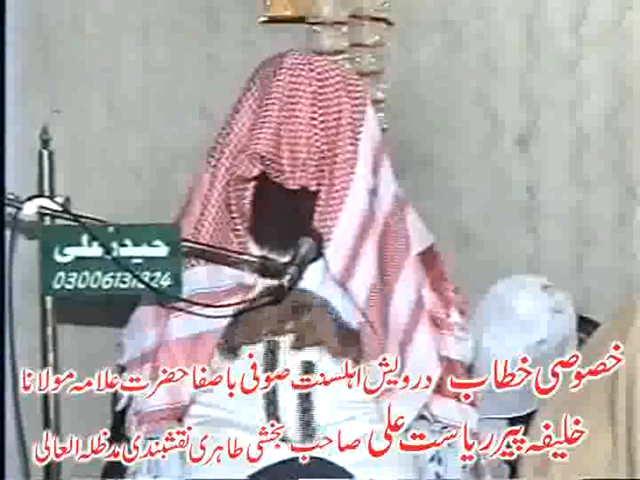 حیدر علی
03006131324
خصوصی خطاب درویش اہلسنت صوفی باصفا حضرت علامہ مولانا
خلیفہ پیر ریاست علی صاحب بخشی طاہری نقشبندی مدظلہ العالی